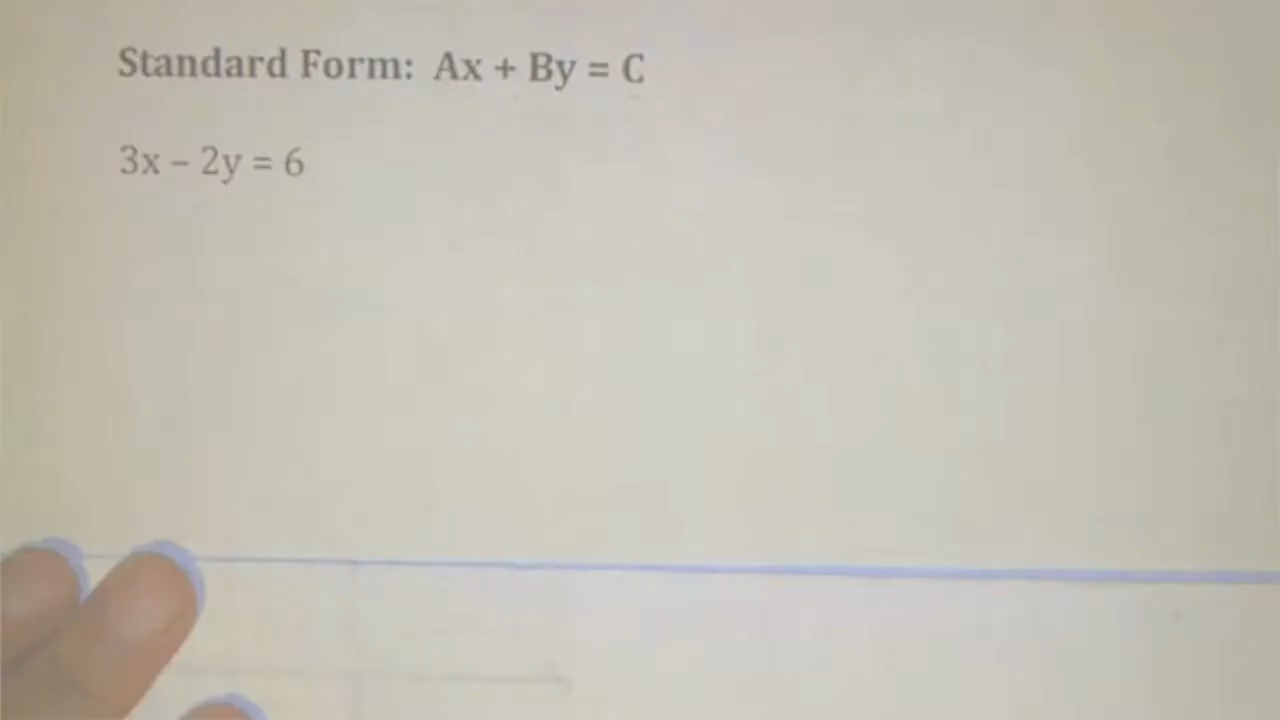 Standard Form: Ax + By = C
3x – 2y = 6